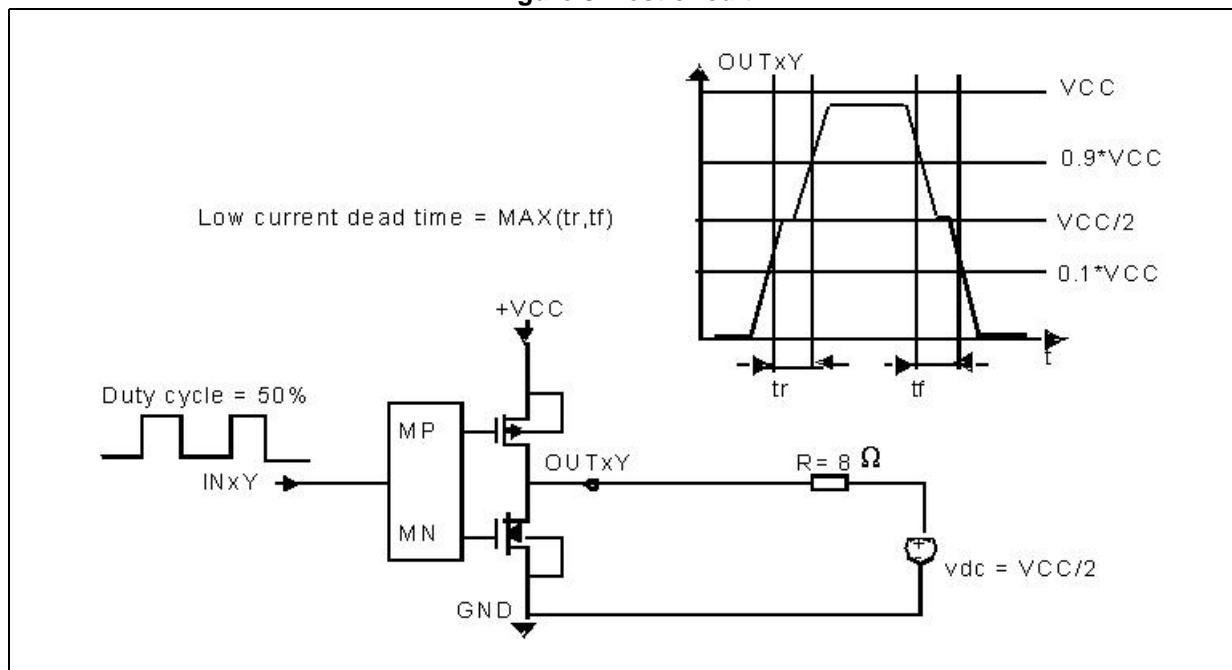 OUTxY
VCC
0.9*VCC
Low current dead time = MAX(tr,tf)
VCC/2
0.1*VCC
+VCC
t
tr
tf
Duty cycle = 50%
MP
OUTxY
R= 8 Ω
INxY
MN
+
vdc = VCC/2
GND